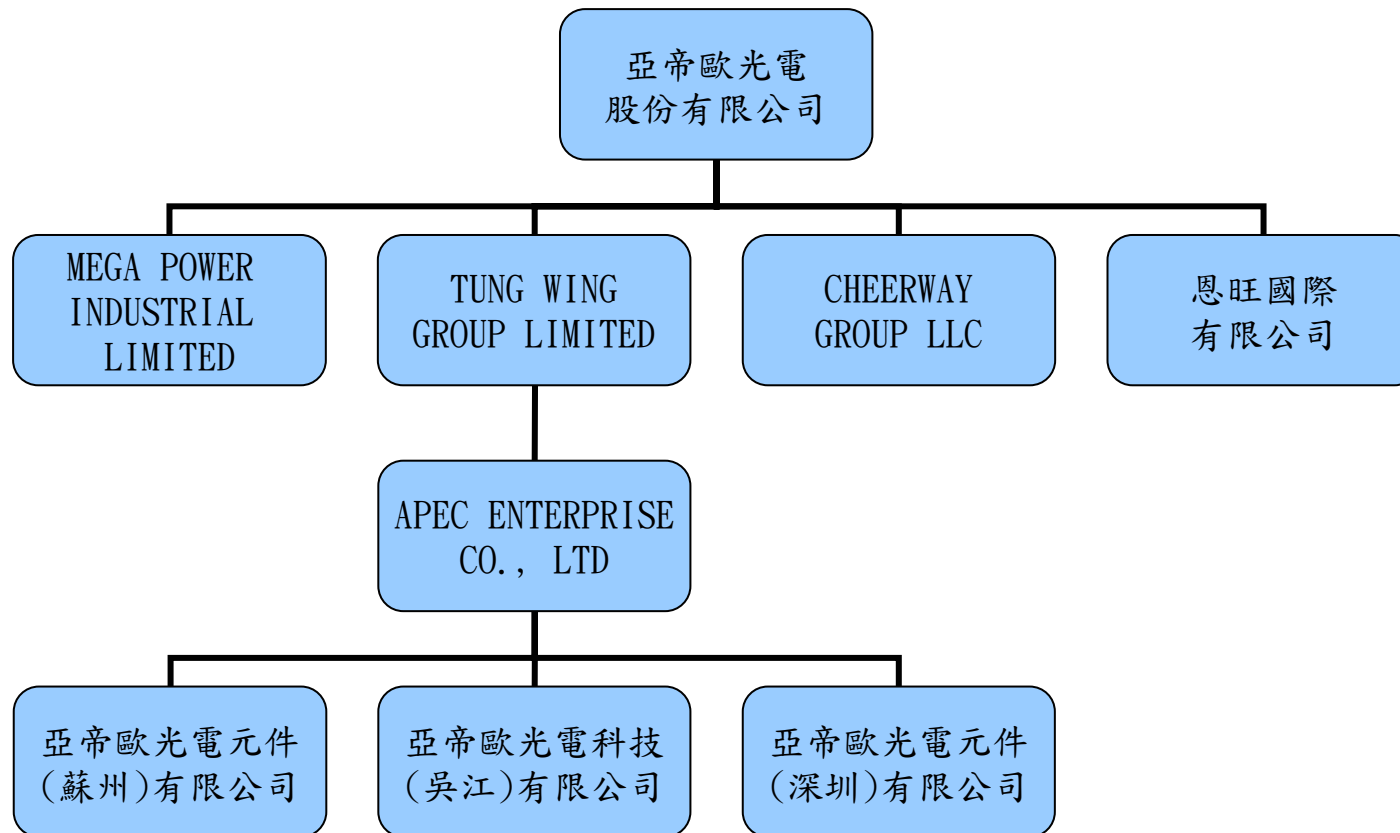 亞帝歐光電
股份有限公司
MEGA POWER
INDUSTRIAL
LIMITED
TUNG WING
GROUP LIMITED
CHEERWAY
GROUP LLC
恩旺國際
有限公司
APEC ENTERPRISE
CO., LTD
亞帝歐光電元件
(蘇州)有限公司
亞帝歐光電科技
(吳江)有限公司
亞帝歐光電元件
(深圳)有限公司